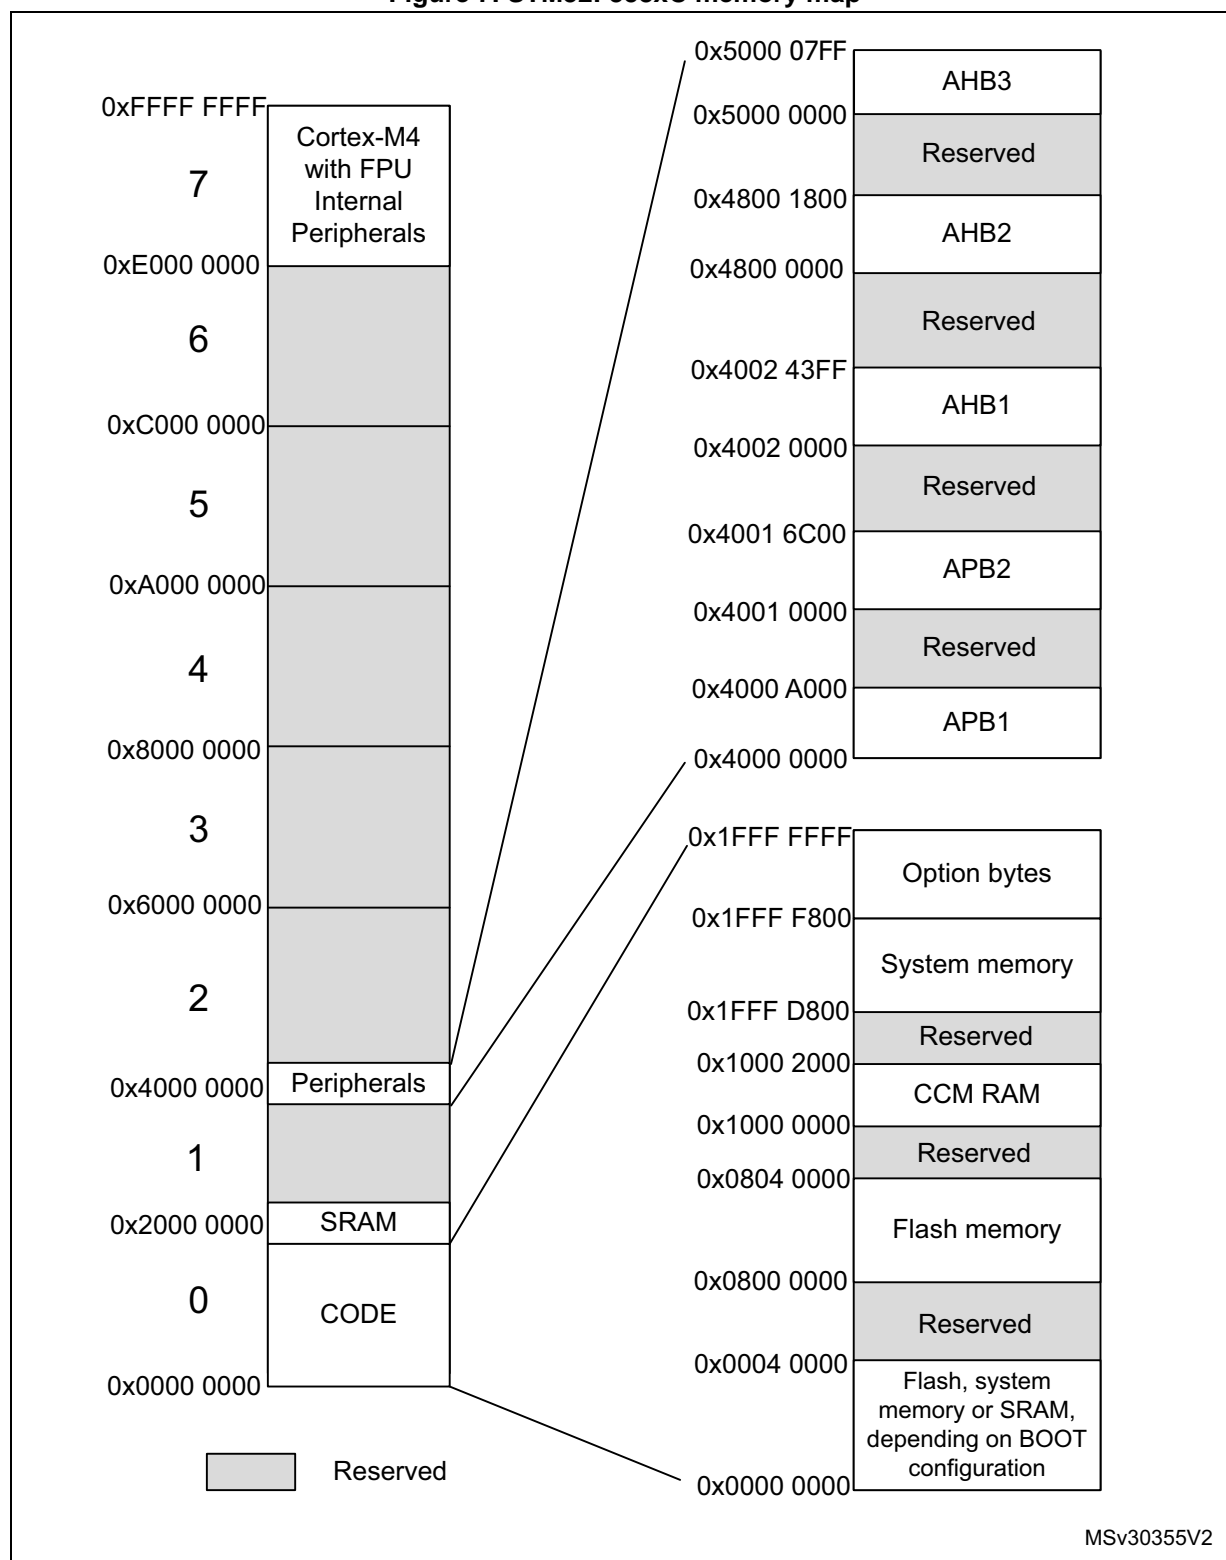 0xFFFF FFFF
Cortex-M4
with FPU
Internal
Peripherals
7
0xE000 0000
6
0xC000 0000
5
0xA000 0000
4
0x8000 0000
3
0x6000 0000
2
0x4000 0000
Peripherals
1
0x2000 0000
SRAM
0
CODE
0x0000 0000
Reserved
0x5000 07FF
AHB3
0x5000 0000
Reserved
0x4800 1800
AHB2
0x4800 0000
Reserved
0x4002 43FF
AHB1
0x4002 0000
Reserved
0x4001 6C00
APB2
0x4001 0000
Reserved
0x4000 A000
APB1
0x4000 0000
0x1FFF FFFF
Option bytes
0x1FFF F800
System memory
0x1FFF D800
Reserved
0x1000 2000
CCM RAM
0x1000 0000
Reserved
0x0804 0000
Flash memory
0x0800 0000
Reserved
0x0004 0000
Flash, system
memory or SRAM,
depending on BOOT
configuration
0x0000 0000
MSv30355V2